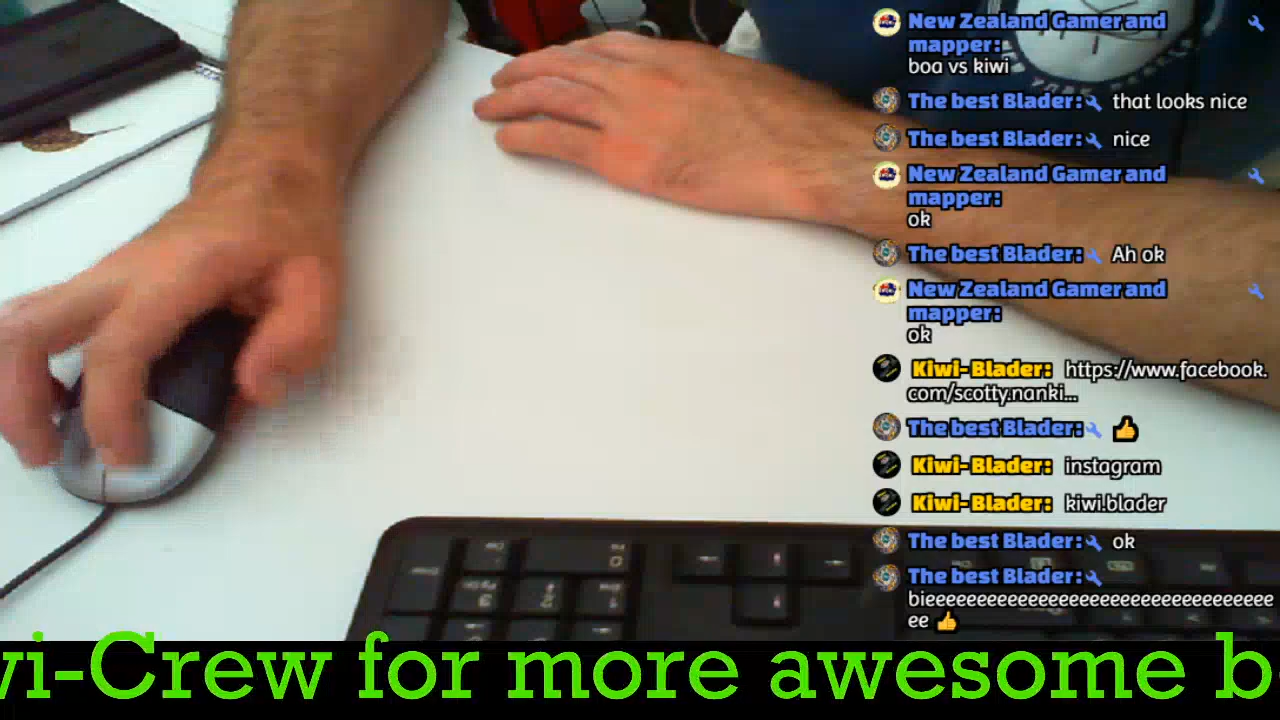 New Zealand Gamer and
mapper:
boa vs kiwi
The best Blader: that looks nice
The best Blader: nice
New Zealand Gamer and
mapper:
ok
The best Blader: Ah ok
New Zealand Gamer and
mapper:
ok
Kiwi-Blader: https://www.facebook.
com/scotty.nanki...
The best Blader: 👍
Kiwi-Blader: instagram
Kiwi-Blader: kiwi.blader
The best Blader: ok
The best Blader:
bieeeeeeeeeeeeeeeeeeeeeeeeeeeeeeeeee
ee 👍
wi-Crew for more awesome b